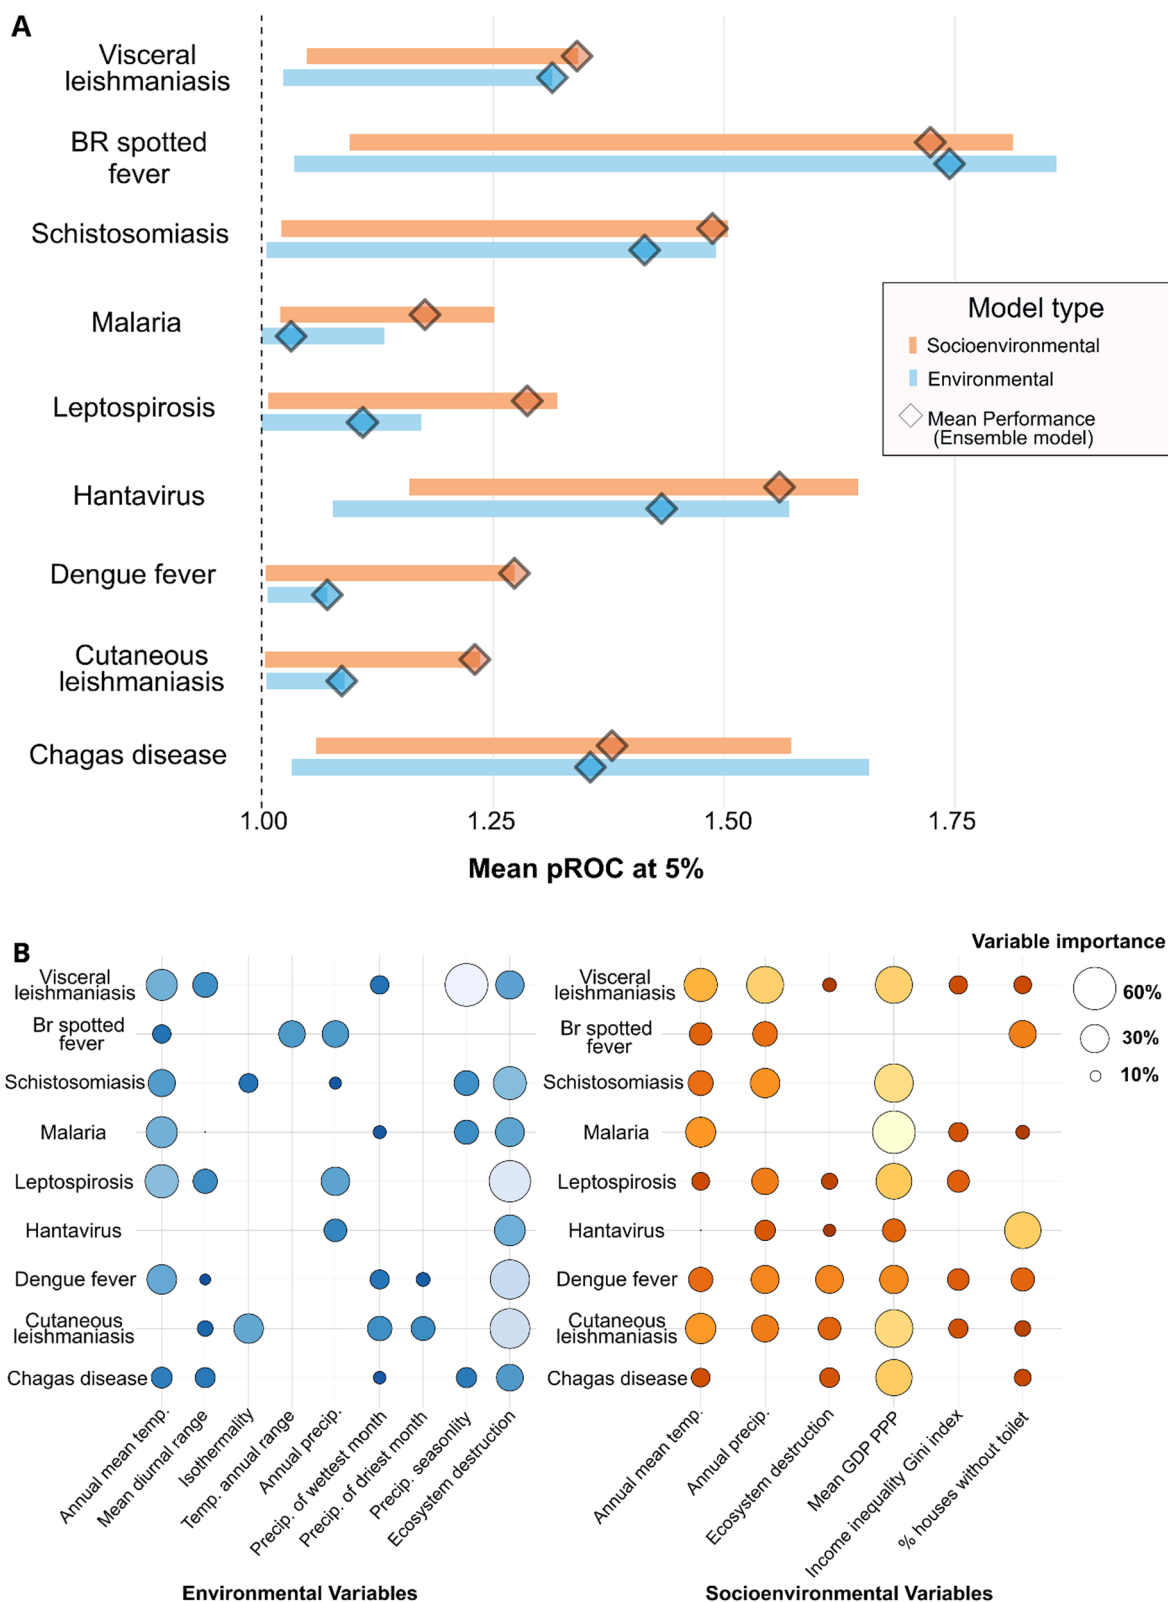 A
Visceral
leishmaniasis
BR spotted
fever
Schistosomiasis
Malaria
Leptospirosis
Hantavirus
Dengue fever
Cutaneous
leishmaniasis
Chagas disease
Model type
Socioenvironmental
Environmental
Mean Performance
(Ensemble model)
1.00 1.25 1.50 1.75
Mean pROC at 5%
B
Visceral
leishmaniasis
Br spotted
fever
Schistosomiasis
Malaria
Leptospirosis
Hantavirus
Dengue fever
Cutaneous
leishmaniasis
Chagas disease
Annual mean temp.
Mean diurnal range
Isothermality
Temp. annual range
Annual precip.
Precip. of wettest month
Precip. of driest month
Precip. seasonlity
Ecosystem destruction
Environmental Variables
Visceral
leishmaniasis
Br spotted
fever
Schistosomiasis
Malaria
Leptospirosis
Hantavirus
Dengue fever
Cutaneous
leishmaniasis
Chagas disease
Annual mean temp.
Annual precip.
Ecosystem destruction
Mean GDP PPP
Income inequality Gini index
% houses without toilet
Socioenvironmental Variables
Variable importance
60%
30%
10%